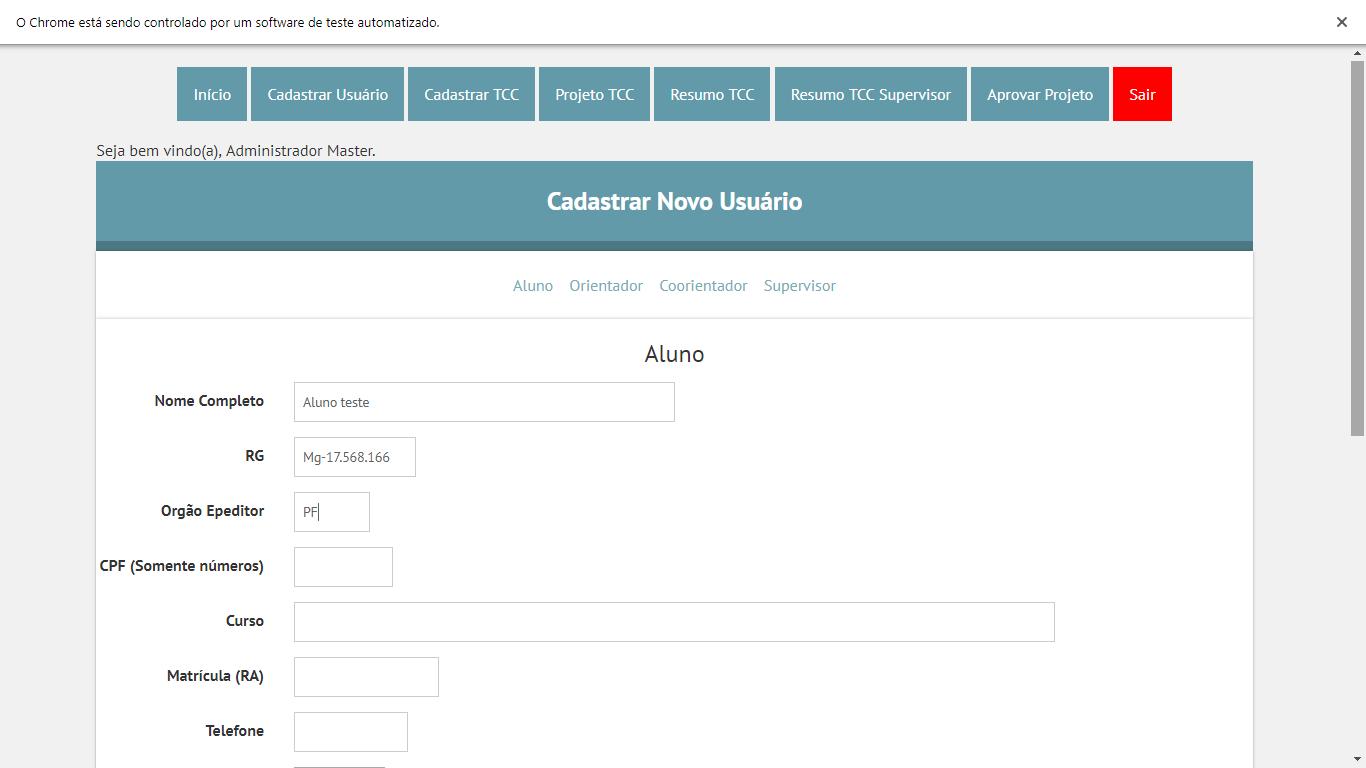 O Chrome está sendo controlado por um software de teste automatizado.
Início Cadastrar Usuário Cadastrar TCC Projeto TCC Resumo TCC Resumo TCC Supervisor Aprovar Projeto Sair
Seja bem vindo(a), Administrador Master.
Cadastrar Novo Usuário
Aluno Orientador Coorientador Supervisor
Aluno
Nome Completo Aluno teste
RG Mg-17.568.166
Orgão Epeditor PF
CPF (Somente números)
Curso
Matrícula (RA)
Telefone